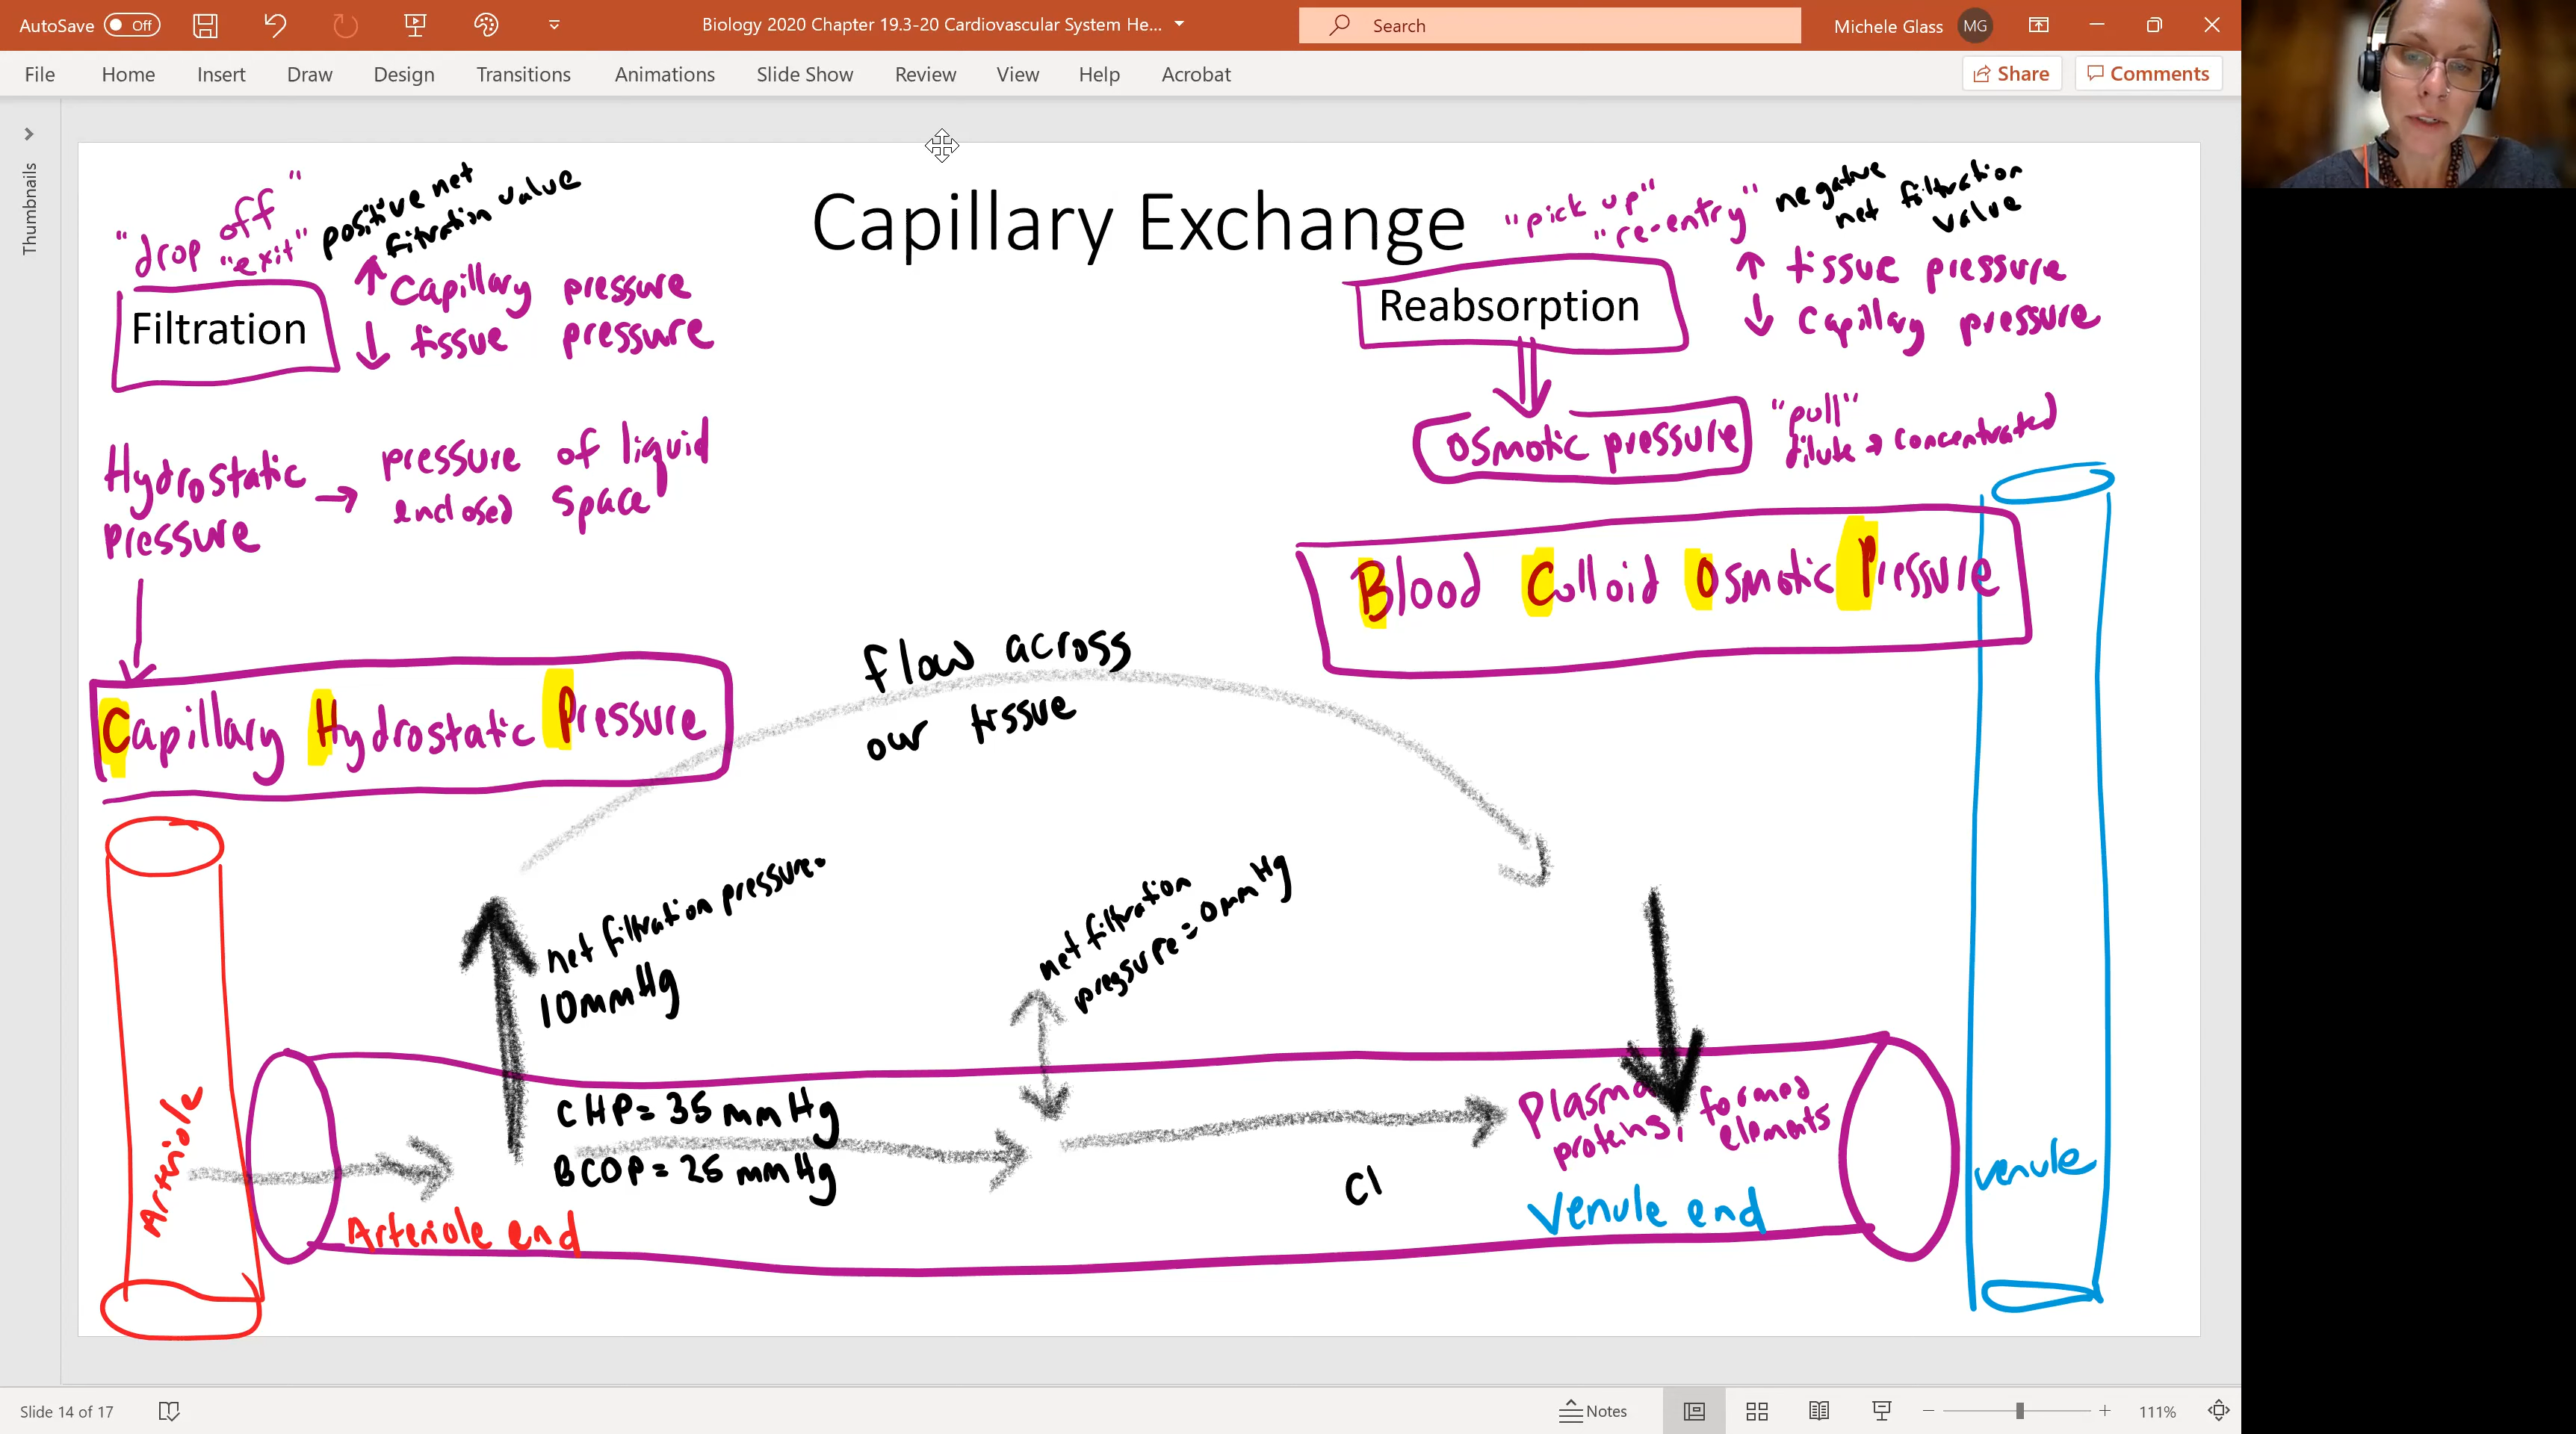 AutoSave Off
Biology 2020 Chapter 19.3-20 Cardiovascular System He...
Search
Michele Glass MG
File Home Insert Draw Design Transitions Animations Slide Show Review View Help Acrobat
Share Comments
Thumbnails
Capillary Exchange
"drop off"
"exit"
positive net
fitration value
Filtration
↑ capillary pressure
↓ tissue pressure
Hydrostatic
pressure
→ pressure of liquid
enclosed space
Capillary Hydrostatic Pressure
"pick up"
"re-entry"
negative
net filtration
value
Reabsorption
↑ tissue pressure
↓ capillary pressure
osmotic pressure
"pull"
dilute → concentrated
Blood Colloid Osmotic Pressure
flow across
our tissue
net filtration pressure=
10mmHg
net filtration
pressure=0mmHg
Arteriole
CHP=35 mmHg
BCOP=25 mmHg
Arteriole end
CI
Plasma
proteins, formed
elements
Venule end
venule
Slide 14 of 17
Notes
111%